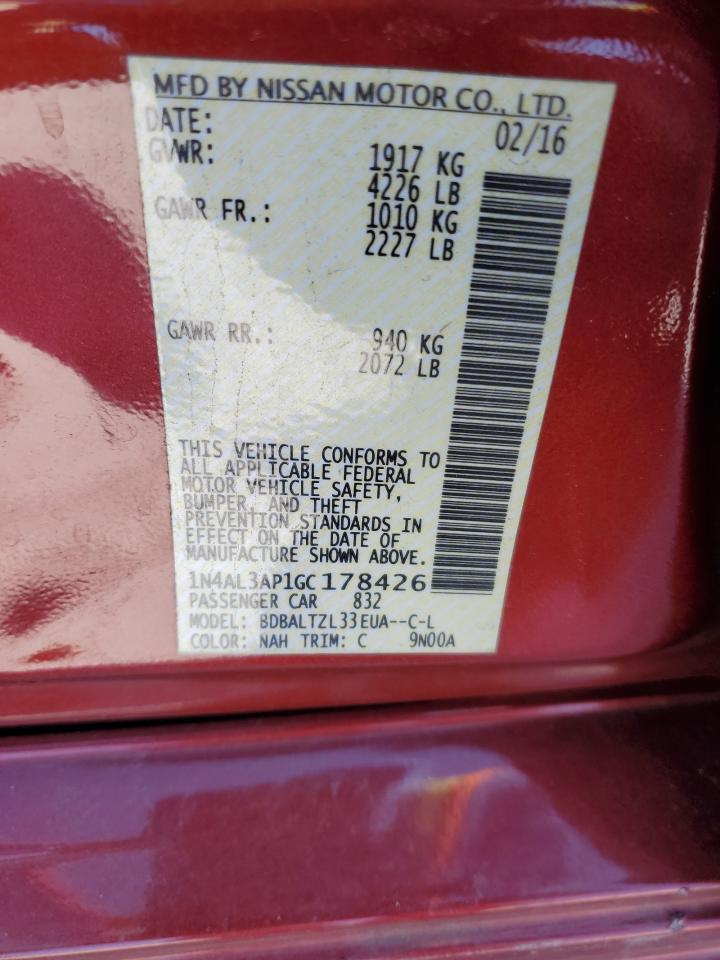 MFD BY NISSAN MOTOR CO., LTD.
DATE: 02/16
GVWR: 1917 KG
4226 LB
GAWR FR.: 1010 KG
2227 LB
GAWR RR.: 940 KG
2072 LB
THIS VEHICLE CONFORMS TO
ALL APPLICABLE FEDERAL
MOTOR VEHICLE SAFETY,
BUMPER, AND THEFT
PREVENTION STANDARDS IN
EFFECT ON THE DATE OF
MANUFACTURE SHOWN ABOVE.
1N4AL3AP1GC178426
PASSENGER CAR 832
MODEL: BDBALTZL33EUA--C-L
COLOR: NAH TRIM: C 9N00A